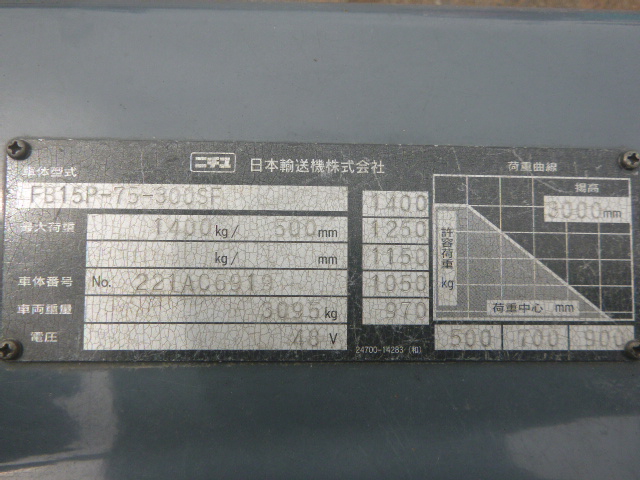 ニチユ 日本輸送機株式会社
車体型式 FB15P-75-300SF
最大荷重 1400 kg/ 500 mm
kg/ mm
車体番号 No. 221AC6919
車両重量 3095 kg
電圧 48 V
1400
1250
1150
1050
970
24700-14283 (和)
荷重曲線
揚高
3000 mm
許容荷重 kg
荷重中心 mm
500 700 900